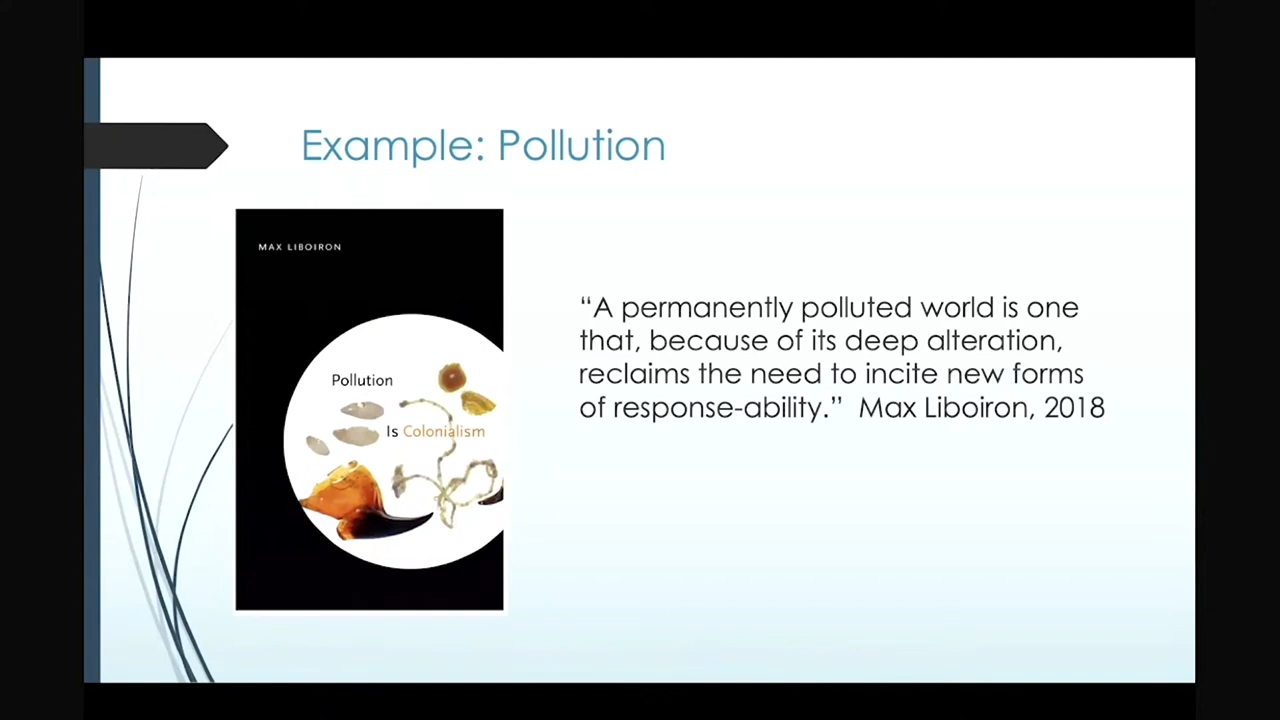 Example: Pollution
MAX LIBOIRON
Pollution
Is Colonialism
“A permanently polluted world is one
that, because of its deep alteration,
reclaims the need to incite new forms
of response-ability.”  Max Liboiron, 2018